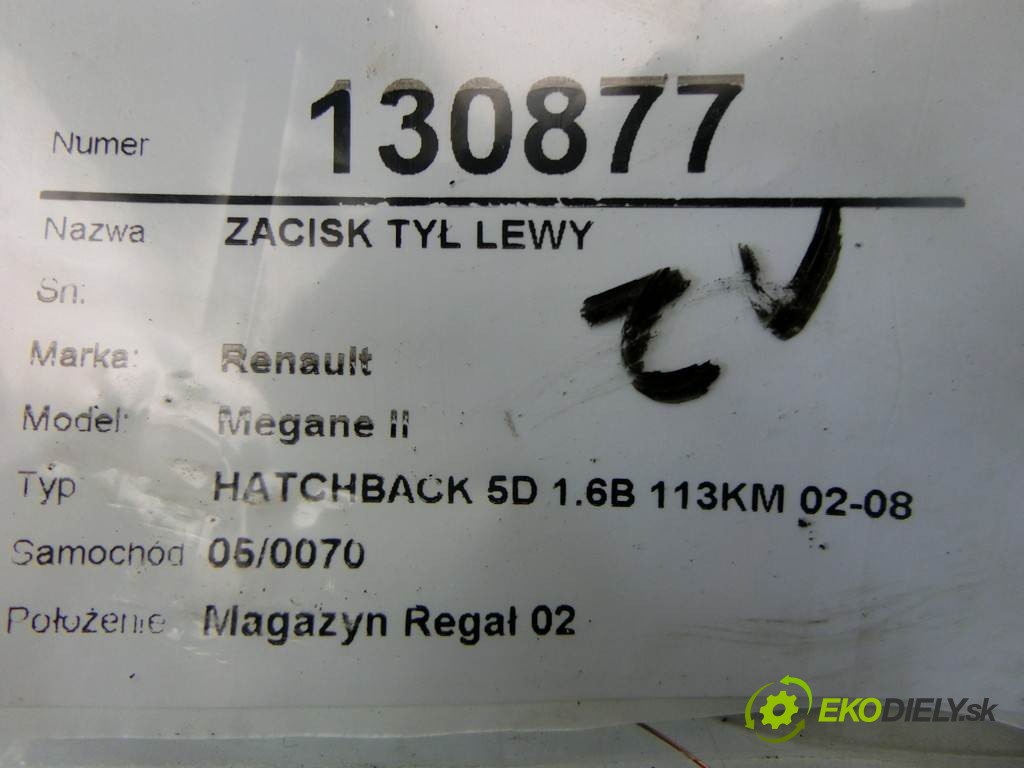 Numer 130877
Nazwa ZACISK TYŁ LEWY
Sn:
Marka: Renault
Model: Megane II
Typ HATCHBACK 5D 1.6B 113KM 02-08
Samochód 05/0070
Położenie Magazyn Regał 02
EKODIELY.sk